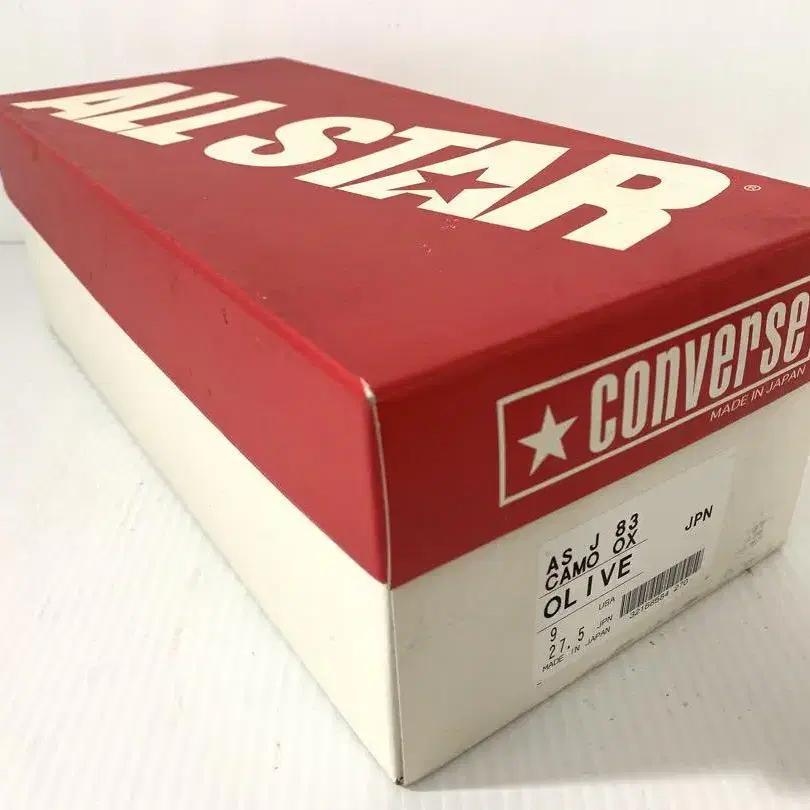 ALL STAR ®
converse
MADE IN JAPAN
AS J 83 JPN
CAMO OX
OLIVE
9 USA
27.5 JPN
MADE IN JAPAN